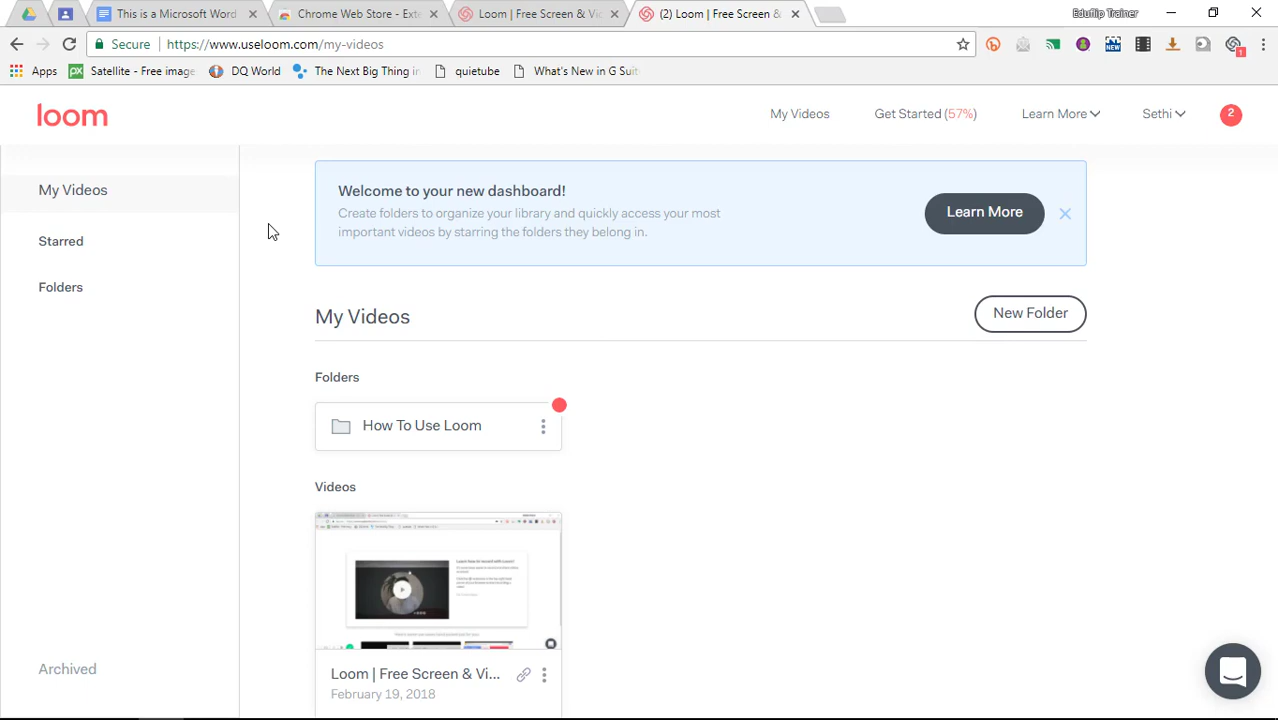 This is a Microsoft Word
Chrome Web Store - Exte
Loom | Free Screen & Vi
(2) Loom | Free Screen &
Eduflip Trainer
Secure
https://www.useloom.com/my-videos
NEW
1
Apps
Satellite - Free image
DQ World
The Next Big Thing in
quietube
What's New in G Suit
px
loom
My Videos
Get Started (57%)
Learn More
Sethi
2
My Videos
Starred
Folders
Archived
Welcome to your new dashboard!
Create folders to organize your library and quickly access your most
important videos by starring the folders they belong in.
Learn More
My Videos
New Folder
Folders
How To Use Loom
Videos
Loom | Free Screen & Vi...
February 19, 2018